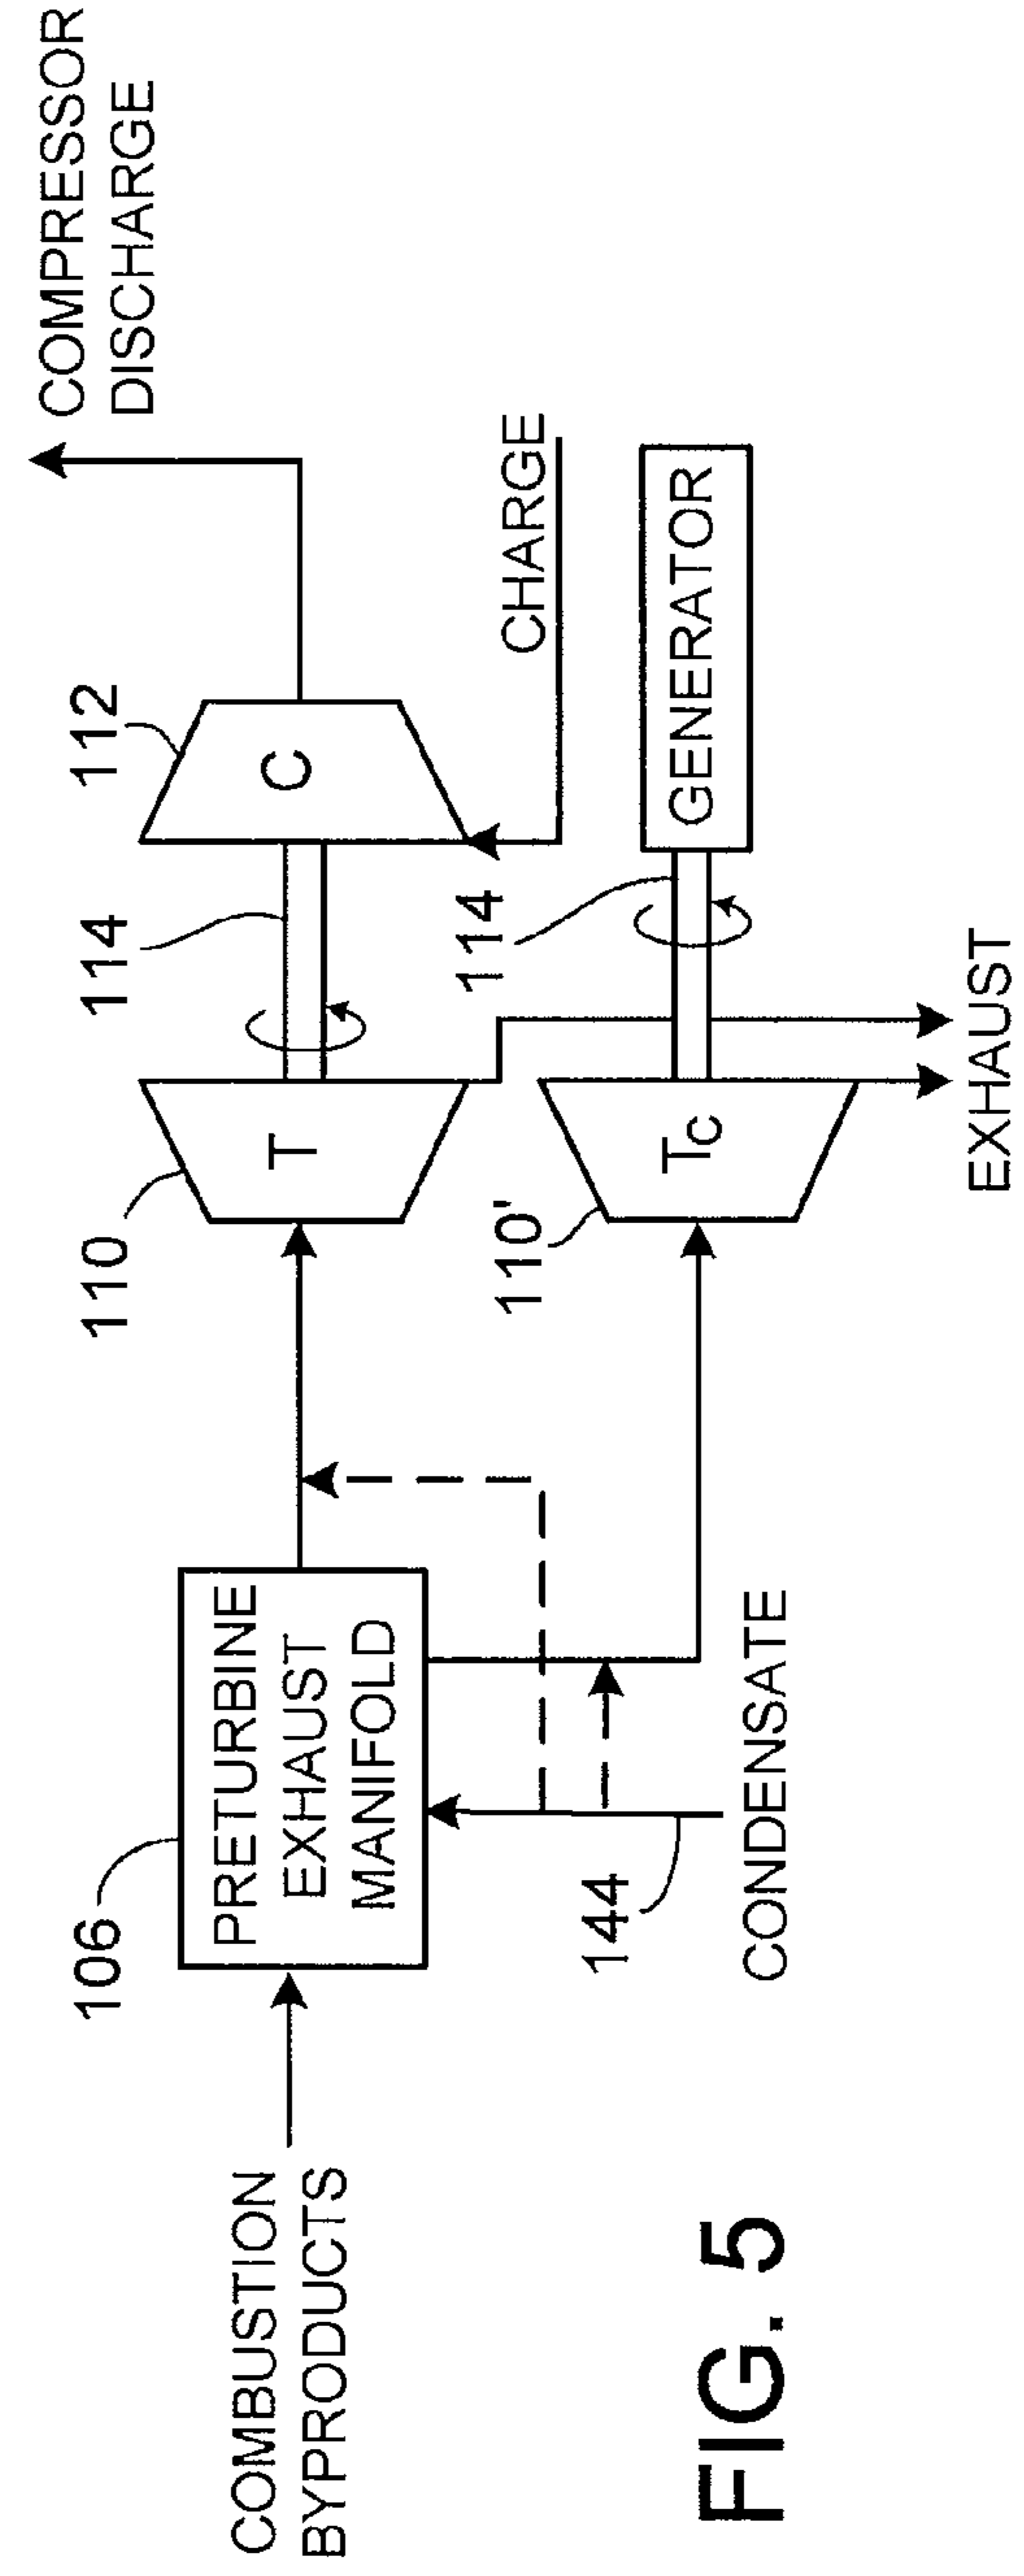 COMPRESSOR
DISCHARGE
112
C
114
110
T
CHARGE
114
GENERATOR
110'
TC
EXHAUST
106
PRETURBINE
EXHAUST
MANIFOLD
144
CONDENSATE
COMBUSTION
BYPRODUCTS
FIG. 5